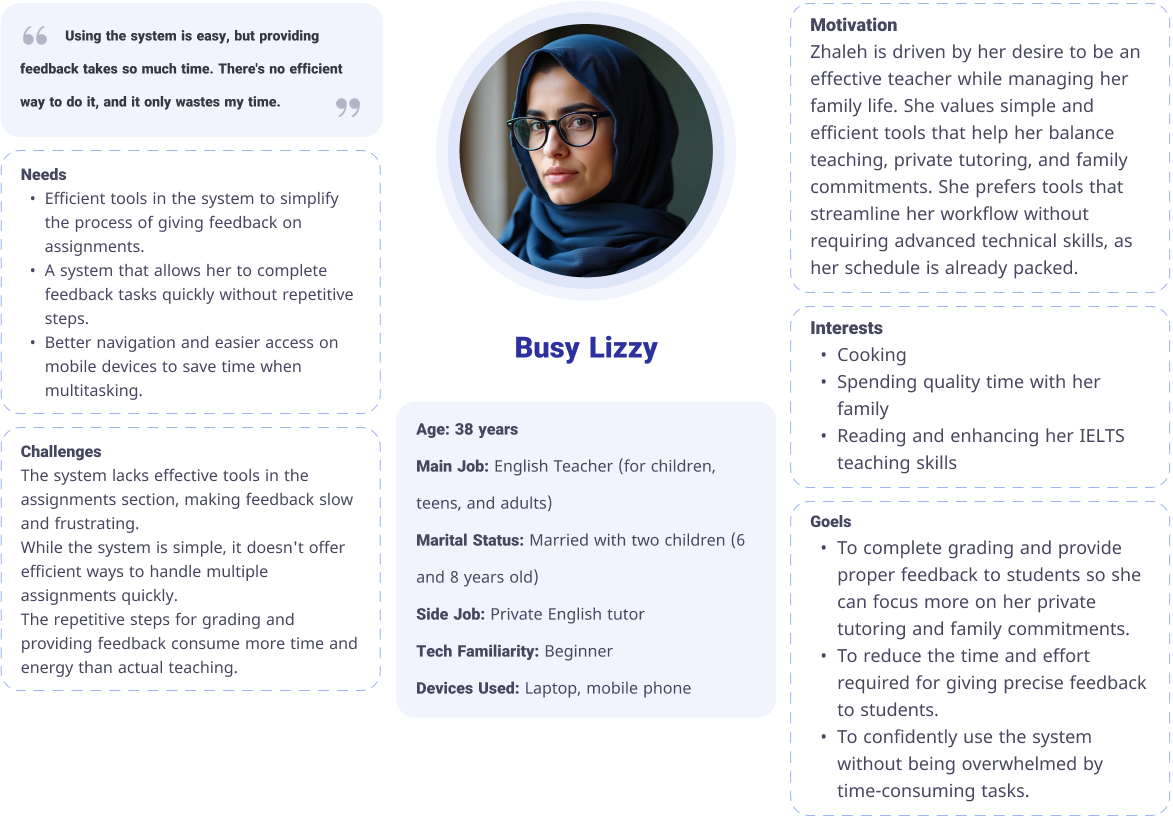 Using the system is easy, but providing
feedback takes so much time. There's no efficient
way to do it, and it only wastes my time.
Needs
• Efficient tools in the system to simplify
the process of giving feedback on
assignments.
• A system that allows her to complete
feedback tasks quickly without repetitive
steps.
• Better navigation and easier access on
mobile devices to save time when
multitasking.
Challenges
The system lacks effective tools in the
assignments section, making feedback slow
and frustrating.
While the system is simple, it doesn't offer
efficient ways to handle multiple
assignments quickly.
The repetitive steps for grading and
providing feedback consume more time and
energy than actual teaching.
Busy Lizzy
Age: 38 years
Main Job: English Teacher (for children,
teens, and adults)
Marital Status: Married with two children (6
and 8 years old)
Side Job: Private English tutor
Tech Familiarity: Beginner
Devices Used: Laptop, mobile phone
Motivation
Zhaleh is driven by her desire to be an
effective teacher while managing her
family life. She values simple and
efficient tools that help her balance
teaching, private tutoring, and family
commitments. She prefers tools that
streamline her workflow without
requiring advanced technical skills, as
her schedule is already packed.
Interests
• Cooking
• Spending quality time with her
family
• Reading and enhancing her IELTS
teaching skills
Goels
• To complete grading and provide
proper feedback to students so she
can focus more on her private
tutoring and family commitments.
• To reduce the time and effort
required for giving precise feedback
to students.
• To confidently use the system
without being overwhelmed by
time-consuming tasks.